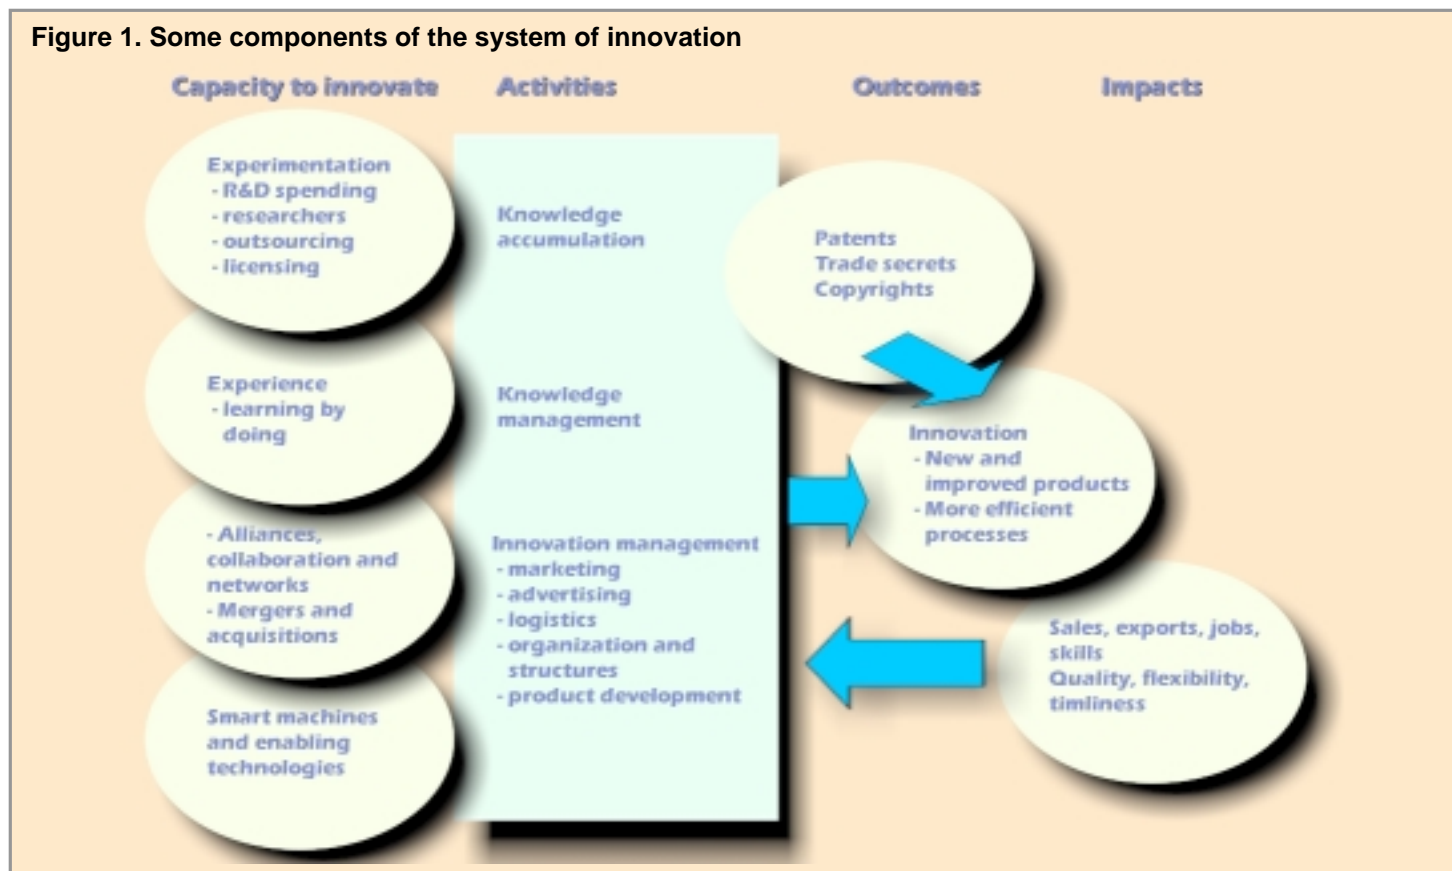 Figure 1. Some components of the system of innovation
Capacity to innovate
Activities
Outcomes
Impacts
Experimentation
- R&D spending
- researchers
- outsourcing
- licensing
Experience
- learning by
doing
- Alliances,
collaboration and
networks
- Mergers and
acquisitions
Smart machines
and enabling
technologies
Knowledge
accumulation
Knowledge
management
Innovation management
- marketing
- advertising
- logistics
- organization and
structures
- product development
Patents
Trade secrets
Copyrights
Innovation
- New and
improved products
- More efficient
processes
Sales, exports, jobs,
skills
Quality, flexibility,
timliness